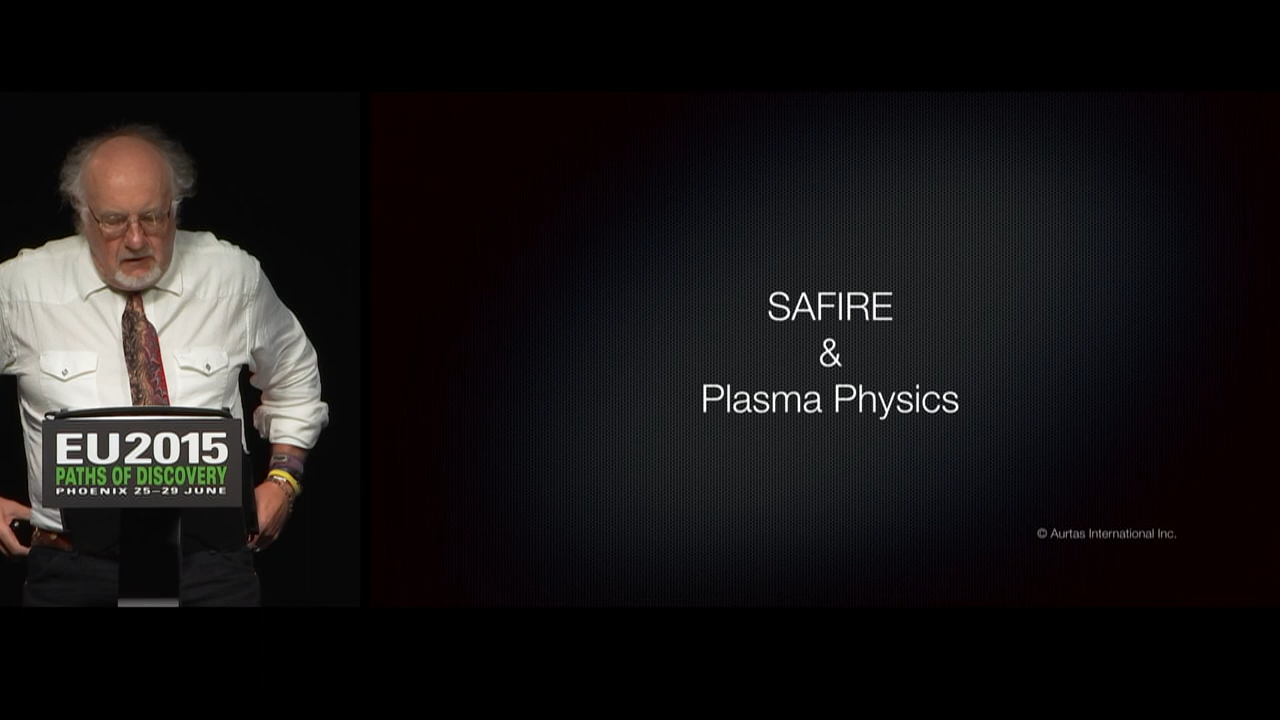 EU2015
PATHS OF DISCOVERY
PHOENIX 25–29 JUNE
SAFIRE
&
Plasma Physics
© Aurtas International Inc.